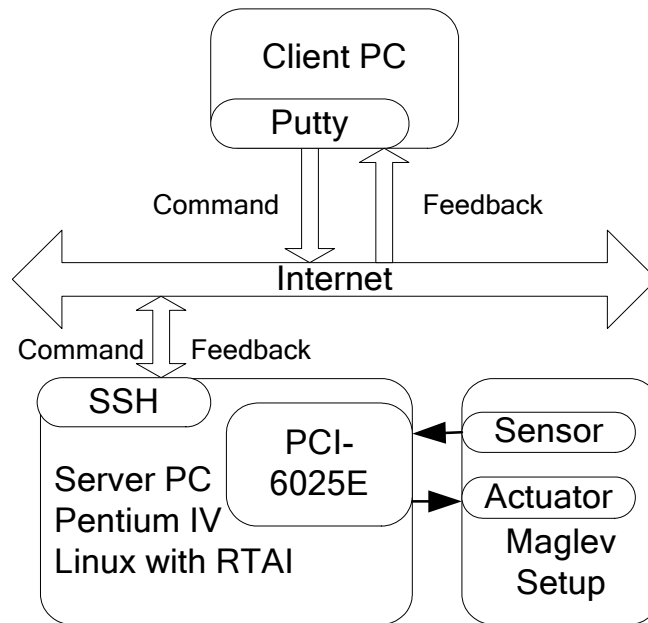 Client PC
Putty
Command
Feedback
Internet
Command
Feedback
SSH
PCI-
6025E
Server PC
Pentium IV
Linux with RTAI
Sensor
Actuator
Maglev
Setup